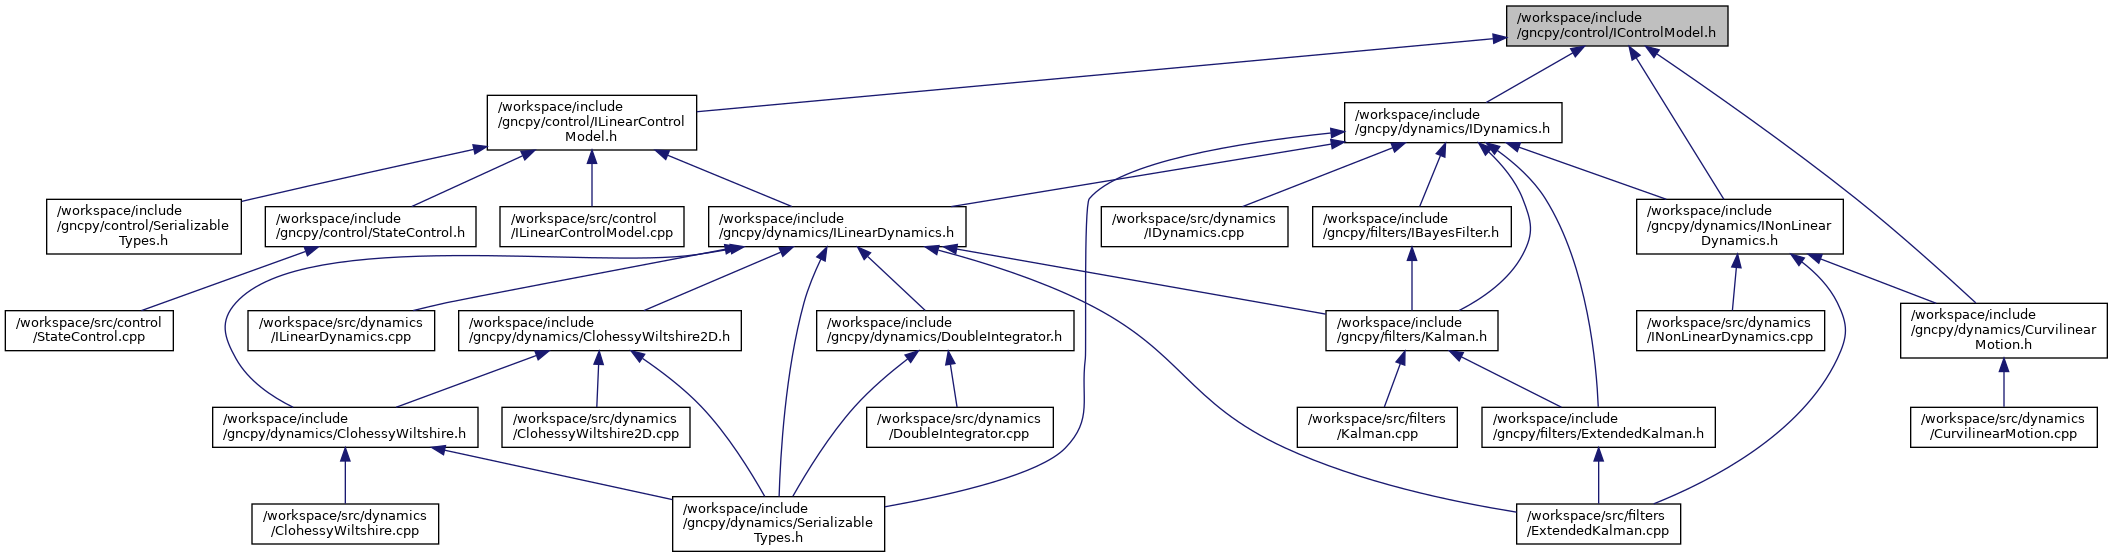 /workspace/include
/gncpy/control/IControlModel.h
/workspace/include
/gncpy/control/ILinearControl
Model.h
/workspace/include
/gncpy/dynamics/IDynamics.h
/workspace/include
/gncpy/control/Serializable
Types.h
/workspace/include
/gncpy/control/StateControl.h
/workspace/src/control
/ILinearControlModel.cpp
/workspace/include
/gncpy/dynamics/ILinearDynamics.h
/workspace/src/dynamics
/IDynamics.cpp
/workspace/include
/gncpy/filters/IBayesFilter.h
/workspace/include
/gncpy/dynamics/INonLinear
Dynamics.h
/workspace/src/control
/StateControl.cpp
/workspace/src/dynamics
/ILinearDynamics.cpp
/workspace/include
/gncpy/dynamics/ClohessyWiltshire2D.h
/workspace/include
/gncpy/dynamics/DoubleIntegrator.h
/workspace/include
/gncpy/filters/Kalman.h
/workspace/src/dynamics
/INonLinearDynamics.cpp
/workspace/include
/gncpy/dynamics/Curvilinear
Motion.h
/workspace/include
/gncpy/dynamics/ClohessyWiltshire.h
/workspace/src/dynamics
/ClohessyWiltshire2D.cpp
/workspace/src/dynamics
/DoubleIntegrator.cpp
/workspace/src/filters
/Kalman.cpp
/workspace/include
/gncpy/filters/ExtendedKalman.h
/workspace/src/dynamics
/CurvilinearMotion.cpp
/workspace/src/dynamics
/ClohessyWiltshire.cpp
/workspace/include
/gncpy/dynamics/Serializable
Types.h
/workspace/src/filters
/ExtendedKalman.cpp